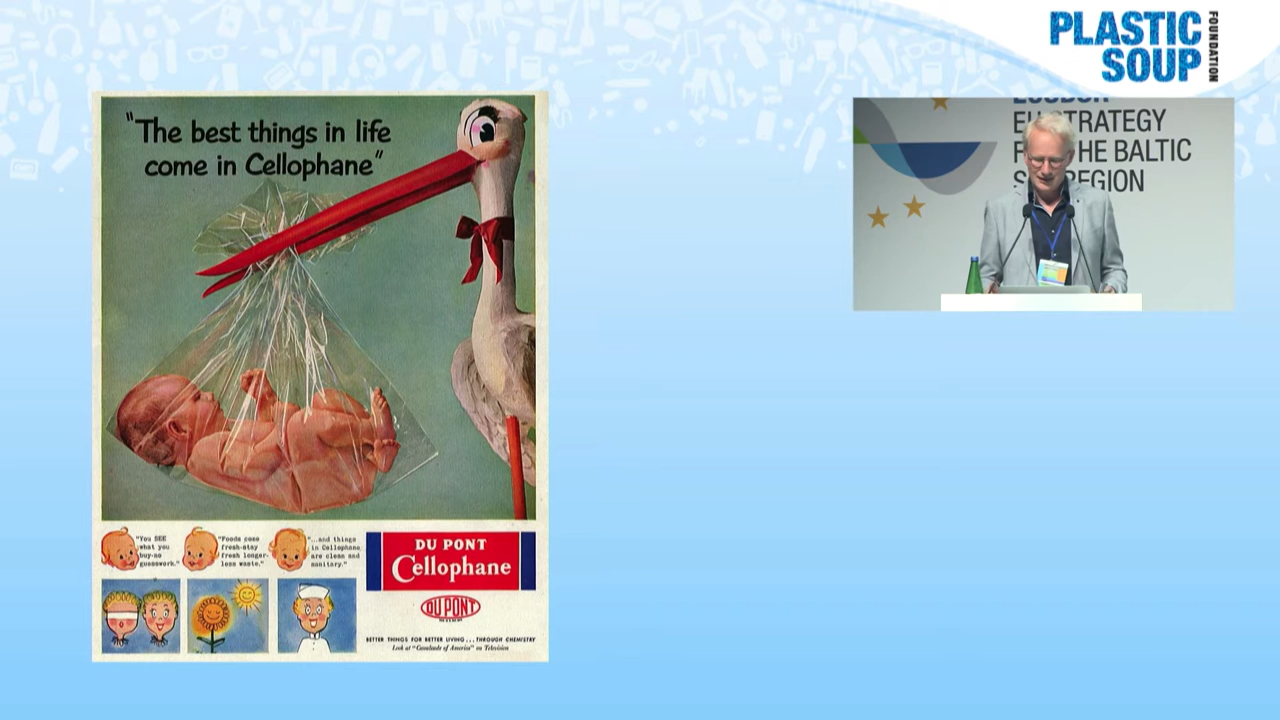 PLASTIC
SOUP
FOUNDATION
EU STRATEGY
THE BALTIC
REGION
"The best things in life
come in Cellophane"
"You SEE
what you
buy-no
guesswork."
"Foods come
fresh-stay
fresh longer-
less waste."
"...and things
in Cellophane
are clean and
sanitary."
DU PONT
Cellophane
DU PONT
BETTER THINGS FOR BETTER LIVING...THROUGH CHEMISTRY
Look at "Cavalcade of America" on Television